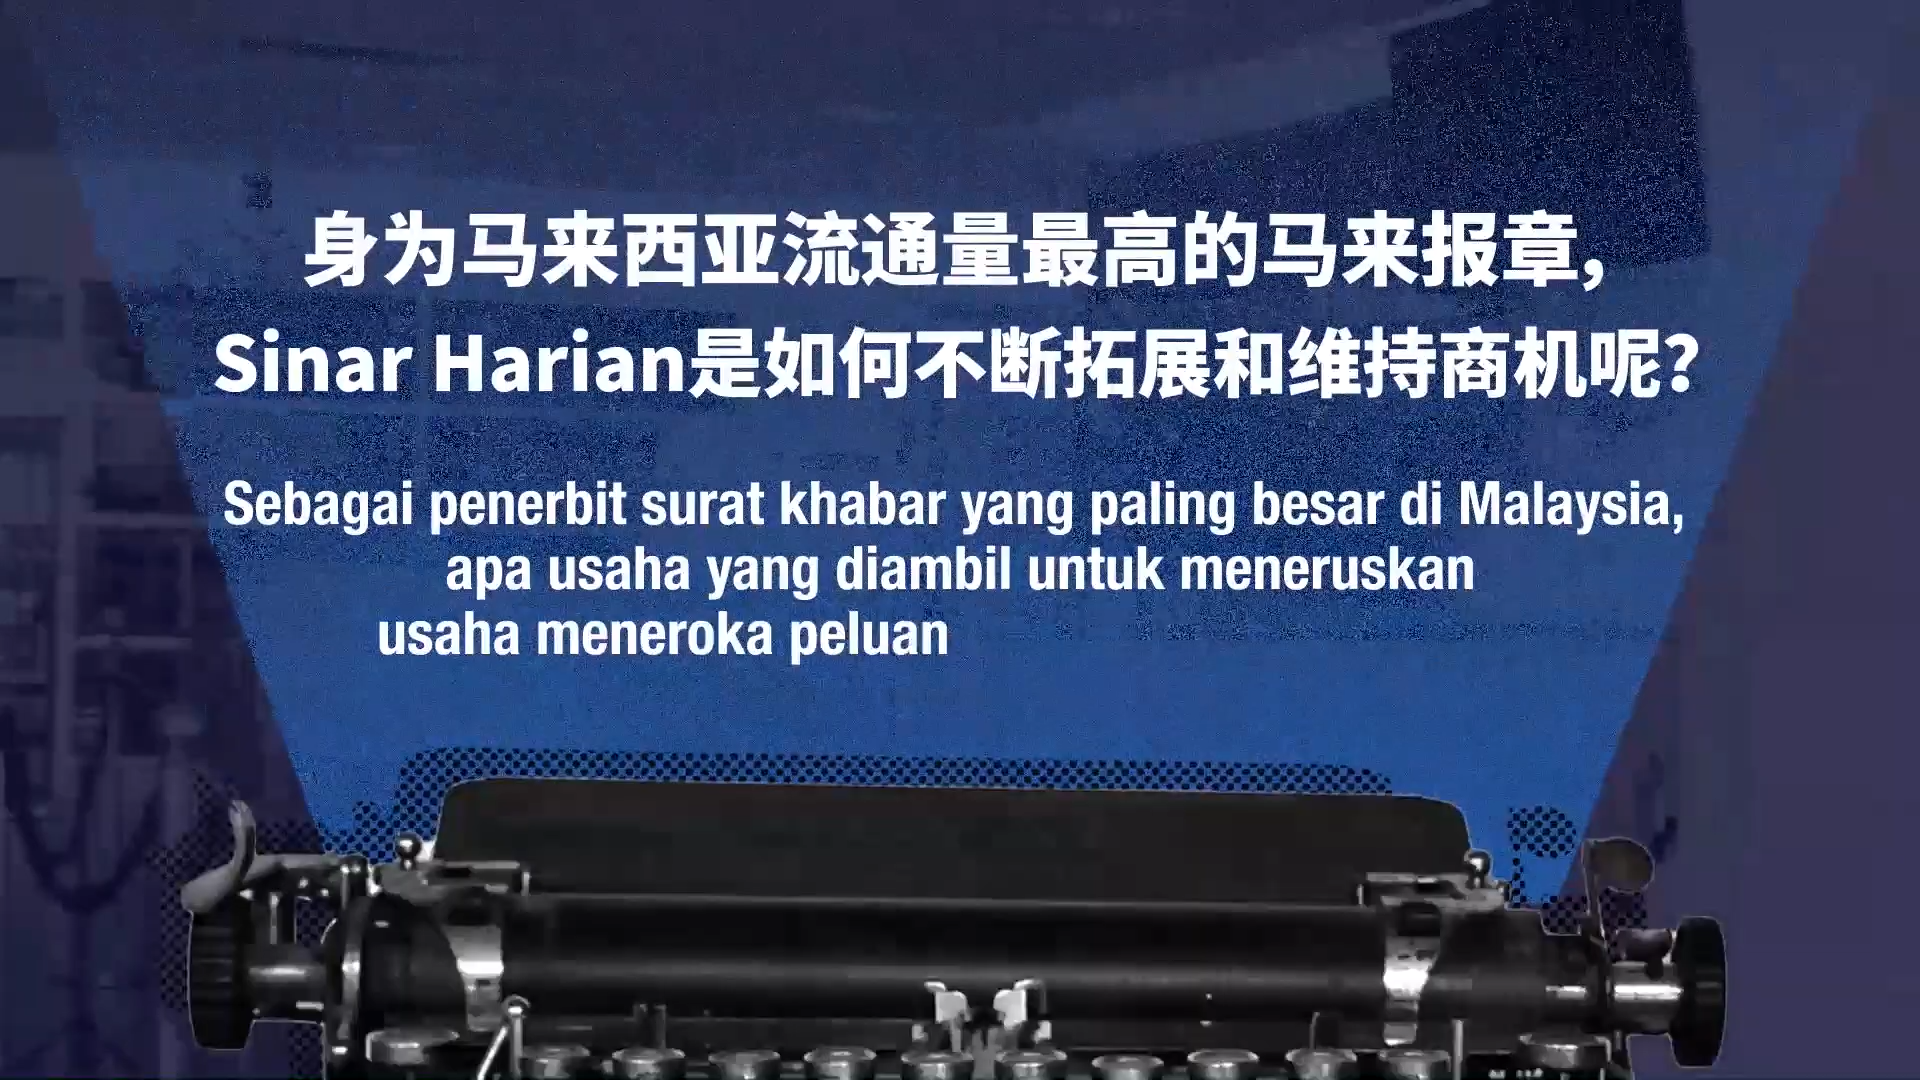 身为马来西亚流通量最高的马来报章,
Sinar Harian是如何不断拓展和维持商机呢?
Sebagai penerbit surat khabar yang paling besar di Malaysia,
apa usaha yang diambil untuk meneruskan
usaha meneroka peluan